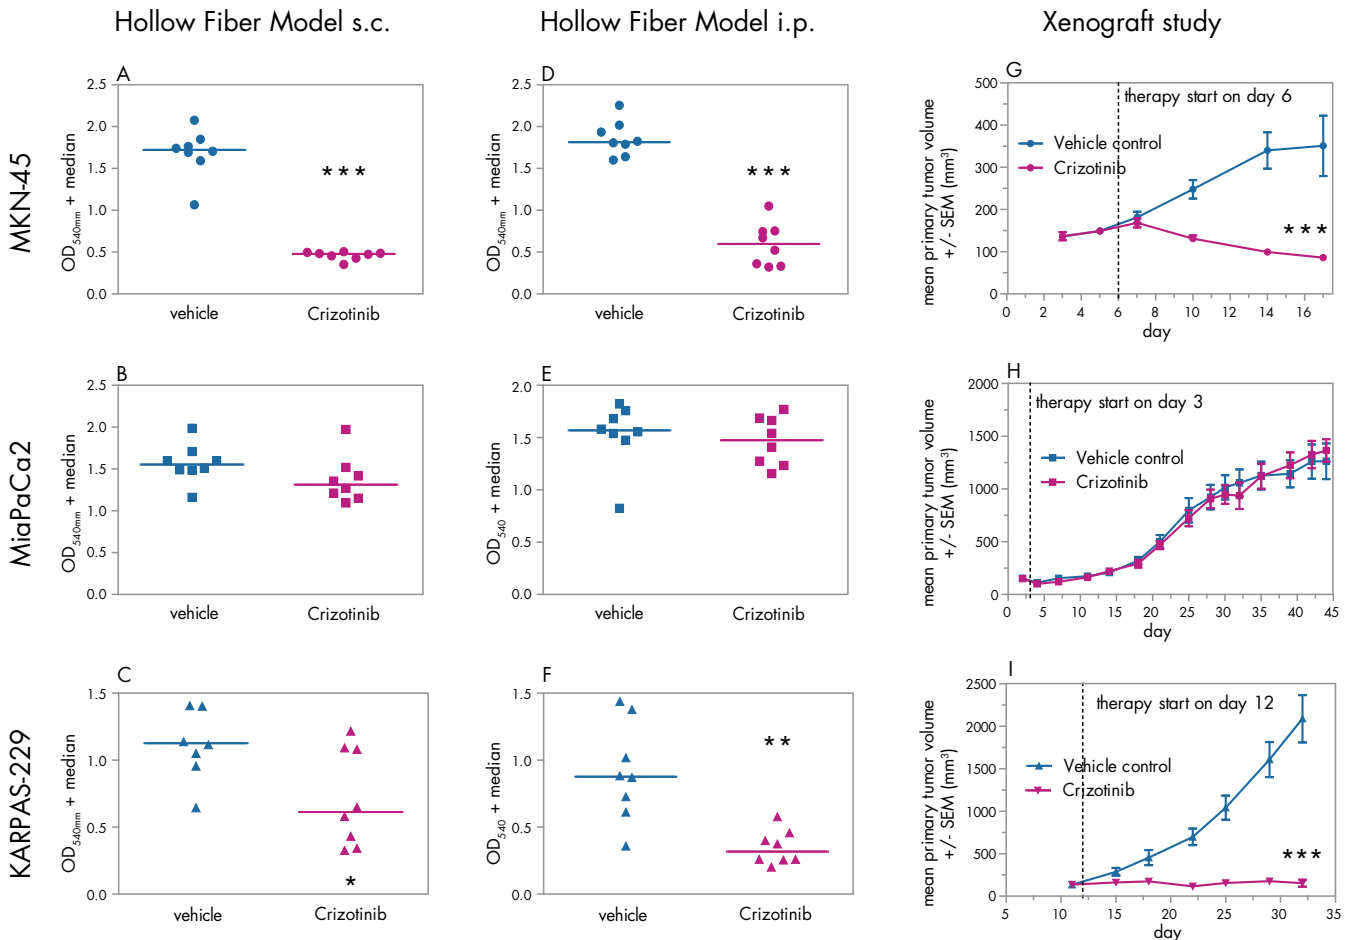 Hollow Fiber Model s.c.
Hollow Fiber Model i.p.
Xenograft study
MKN-45
A
OD540mm + median
2.5
2.0
1.5
1.0
0.5
0.0
***
vehicle
Crizotinib
D
OD540mm + median
2.5
2.0
1.5
1.0
0.5
0.0
***
vehicle
Crizotinib
G
mean primary tumor volume
+/- SEM (mm³)
500
400
300
200
100
0
therapy start on day 6
Vehicle control
Crizotinib
***
0 2 4 6 8 10 12 14 16
day
MiaPaCa2
B
OD540mm + median
2.5
2.0
1.5
1.0
0.5
0.0
vehicle
Crizotinib
E
OD540 + median
2.0
1.5
1.0
0.5
0.0
vehicle
Crizotinib
H
mean primary tumor volume
+/- SEM (mm³)
2000
1500
1000
500
0
therapy start on day 3
Vehicle control
Crizotinib
0 5 10 15 20 25 30 35 40 45
day
KARPAS-229
C
OD540mm + median
1.5
1.0
0.5
0.0
*
vehicle
Crizotinib
F
OD540 + median
1.5
1.0
0.5
0.0
**
vehicle
Crizotinib
I
mean primary tumor volume
+/- SEM (mm³)
2500
2000
1500
1000
500
0
therapy start on day 12
Vehicle control
Crizotinib
***
5 10 15 20 25 30 35
day